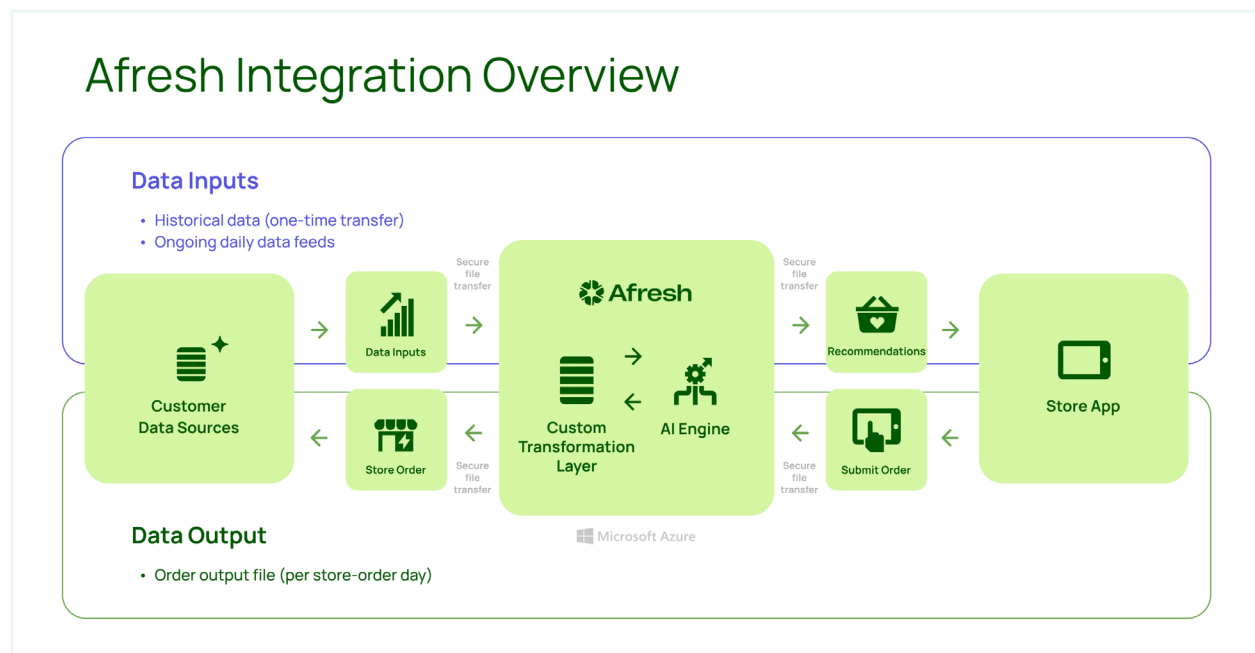 Afresh Integration Overview
Data Inputs
• Historical data (one-time transfer)
• Ongoing daily data feeds
Secure
file
transfer
Secure
file
transfer
Afresh
Data Inputs
Recommendations
Customer
Data Sources
Custom
Transformation
Layer
AI Engine
Store App
Store Order
Secure
file
transfer
Secure
file
transfer
Submit Order
Data Output
• Order output file (per store-order day)
Microsoft Azure